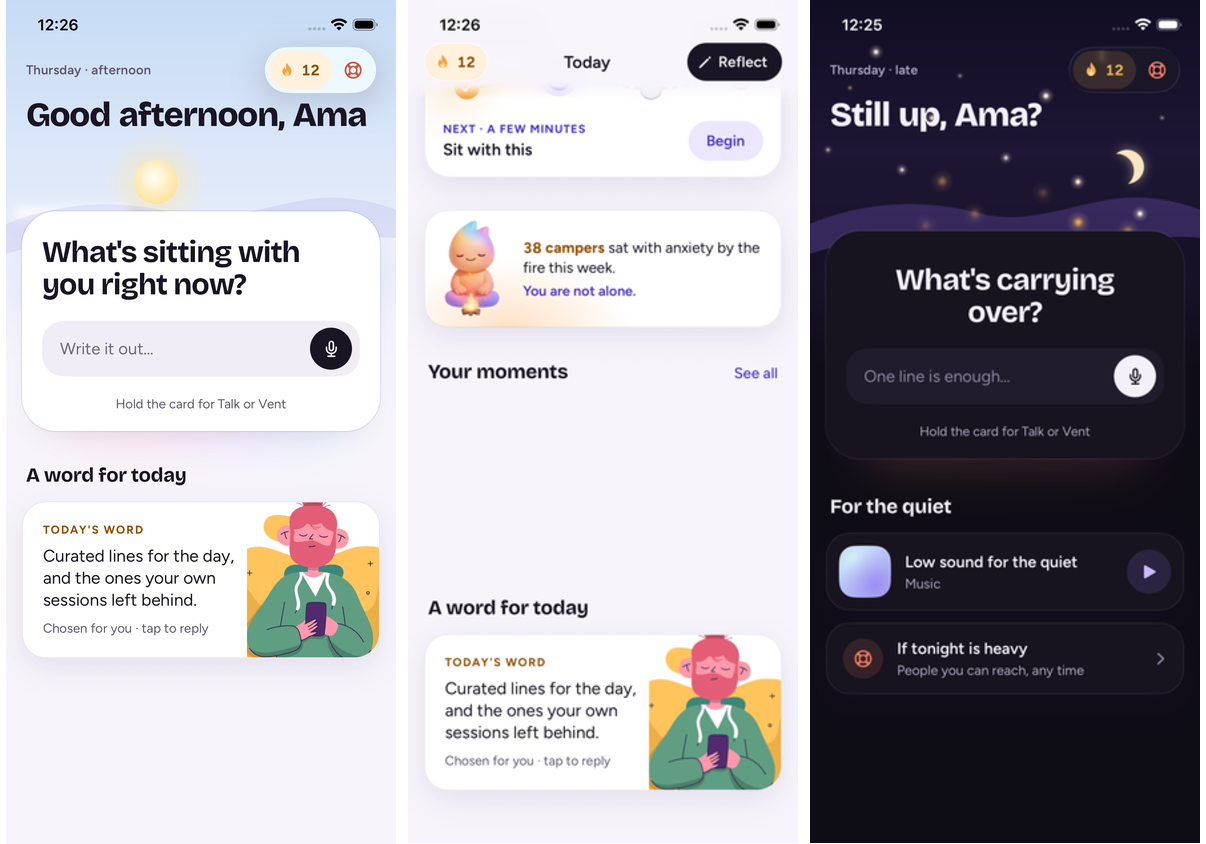 12:26
Thursday · afternoon
12
Good afternoon, Ama
What's sitting with
you right now?
Write it out...
Hold the card for Talk or Vent
A word for today
TODAY'S WORD
Curated lines for the day,
and the ones your own
sessions left behind.
Chosen for you · tap to reply
12:26
12
Today
Reflect
NEXT · A FEW MINUTES
Sit with this
Begin
38 campers sat with anxiety by the
fire this week.
You are not alone.
Your moments
See all
A word for today
TODAY'S WORD
Curated lines for the day,
and the ones your own
sessions left behind.
Chosen for you · tap to reply
12:25
Thursday · late
12
Still up, Ama?
What's carrying
over?
One line is enough...
Hold the card for Talk or Vent
For the quiet
Low sound for the quiet
Music
If tonight is heavy
People you can reach, any time